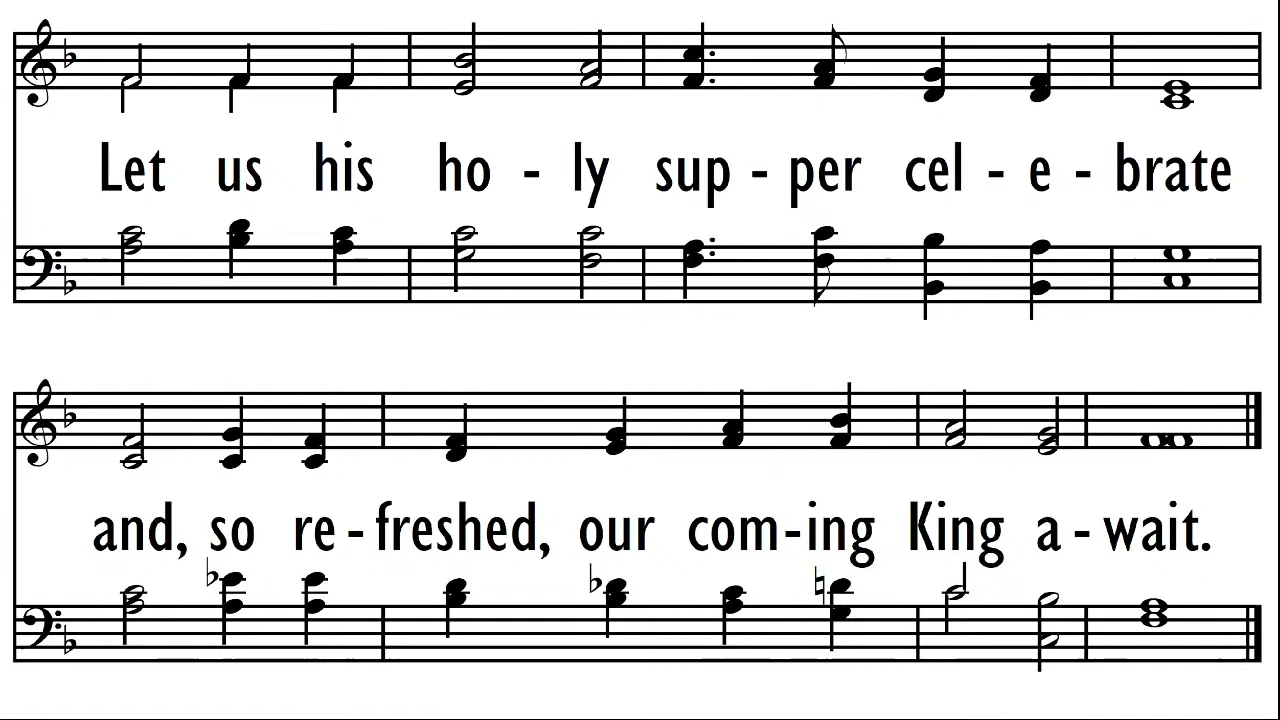 Let us his ho - ly sup - per cel - e - brate
and, so re - freshed, our com - ing King a - wait.